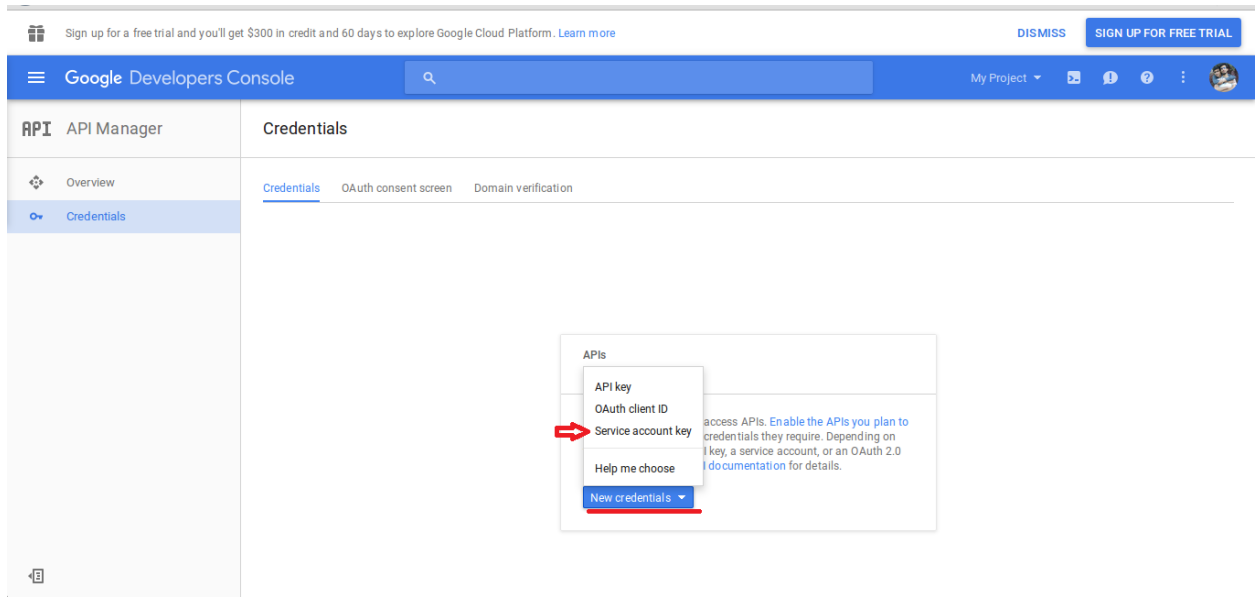 Sign up for a free trial and you'll get $300 in credit and 60 days to explore Google Cloud Platform. Learn more
DISMISS
SIGN UP FOR FREE TRIAL
Google Developers Console
My Project
API API Manager
Credentials
Overview
Credentials
Credentials OAuth consent screen Domain verification
APIs
API key
OAuth client ID
Service account key
Help me choose
access APIs. Enable the APIs you plan to
credentials they require. Depending on
key, a service account, or an OAuth 2.0
documentation for details.
New credentials